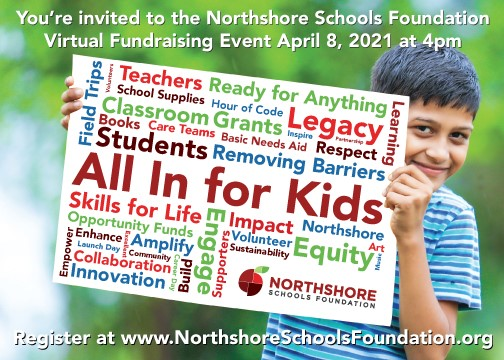 You're invited to the Northshore Schools Foundation
Virtual Fundraising Event April 8, 2021 at 4pm
Field Trips
Volunteers
Teachers
Ready for Anything
School Supplies
Hour of Code
Legacy
Learning
Classroom Grants
Inspire
Partnership
Books
Care Teams
Basic Needs Aid
Respect
Students
Removing Barriers
All In for Kids
Skills for Life
Engage
Impact
Northshore
Opportunity Funds
Volunteer
Equity
Art
Music
Empower
Enhance
Excellent
Amplify
Supporters
Sustainability
Launch Day
Community
Collaboration
Career Day
Build
Innovation
NORTHSHORE
SCHOOLS FOUNDATION
Register at www.NorthshoreSchoolsFoundation.org